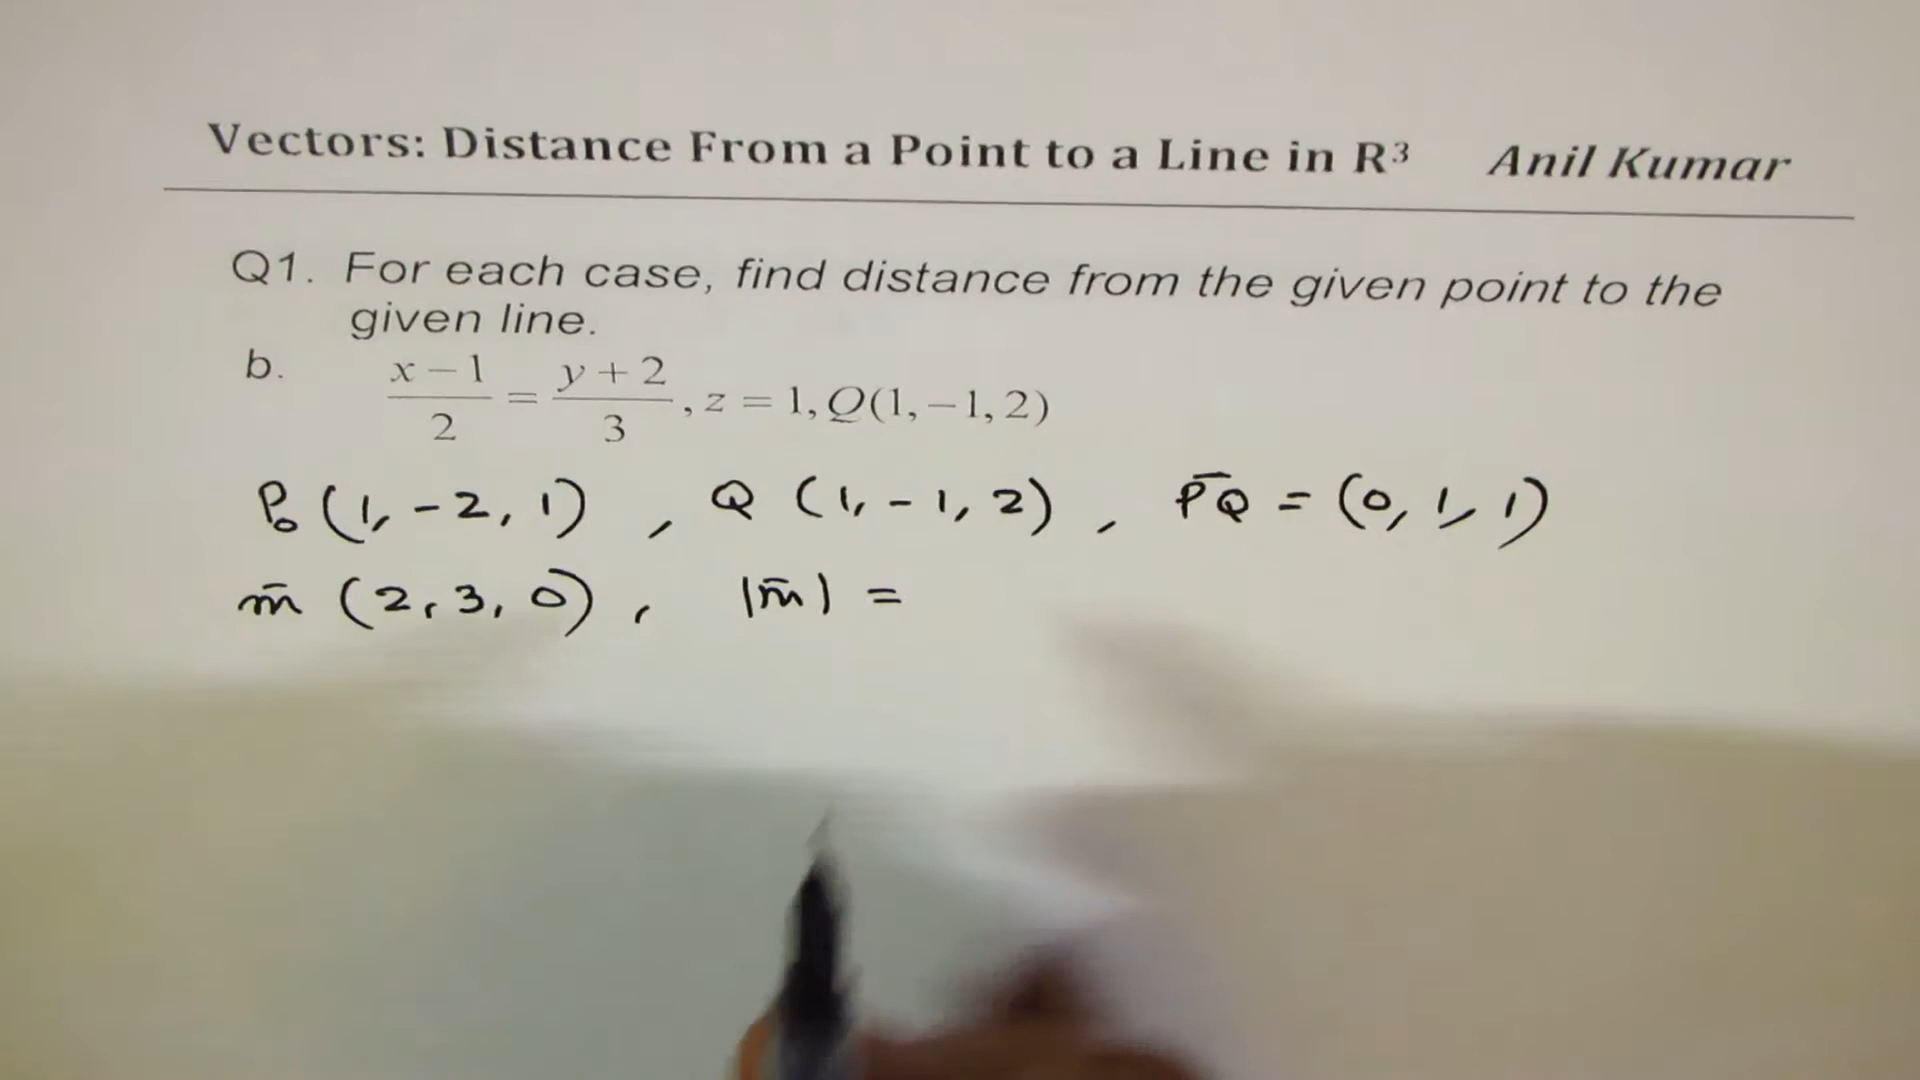 Vectors: Distance From a Point to a Line in R³ Anil Kumar
Q1. For each case, find distance from the given point to the
given line.
b. (x − 1)/2 = (y + 2)/3, z = 1, Q(1, −1, 2)
P₀ (1, -2, 1), Q (1, -1, 2), P̄Q = (0, 1, 1)
m̄ (2, 3, 0), |m̄| =